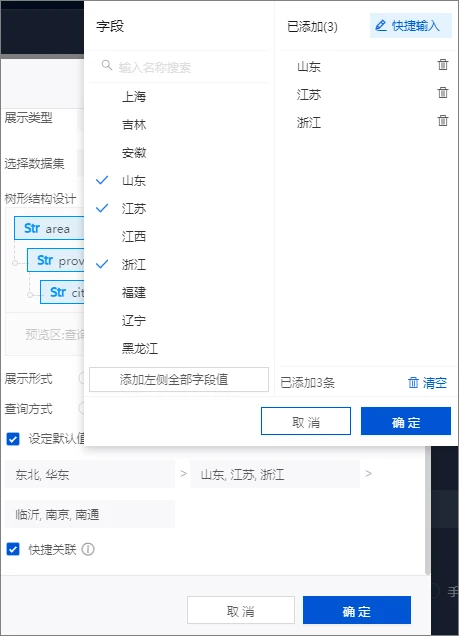 字段
已添加(3)
快捷输入
输入名称搜索
上海
吉林
安徽
山东
江苏
江西
浙江
福建
辽宁
黑龙江
添加左侧全部字段值
山东
江苏
浙江
已添加3条
清空
取消
确定
展示类型
选择数据集
树形结构设计
Str area
Str prov
Str cit
预览区:查询
展示形式
查询方式
设定默认值
东北, 华东 > 山东, 江苏, 浙江 >
临沂, 南京, 南通
快捷关联
取消
确定
手